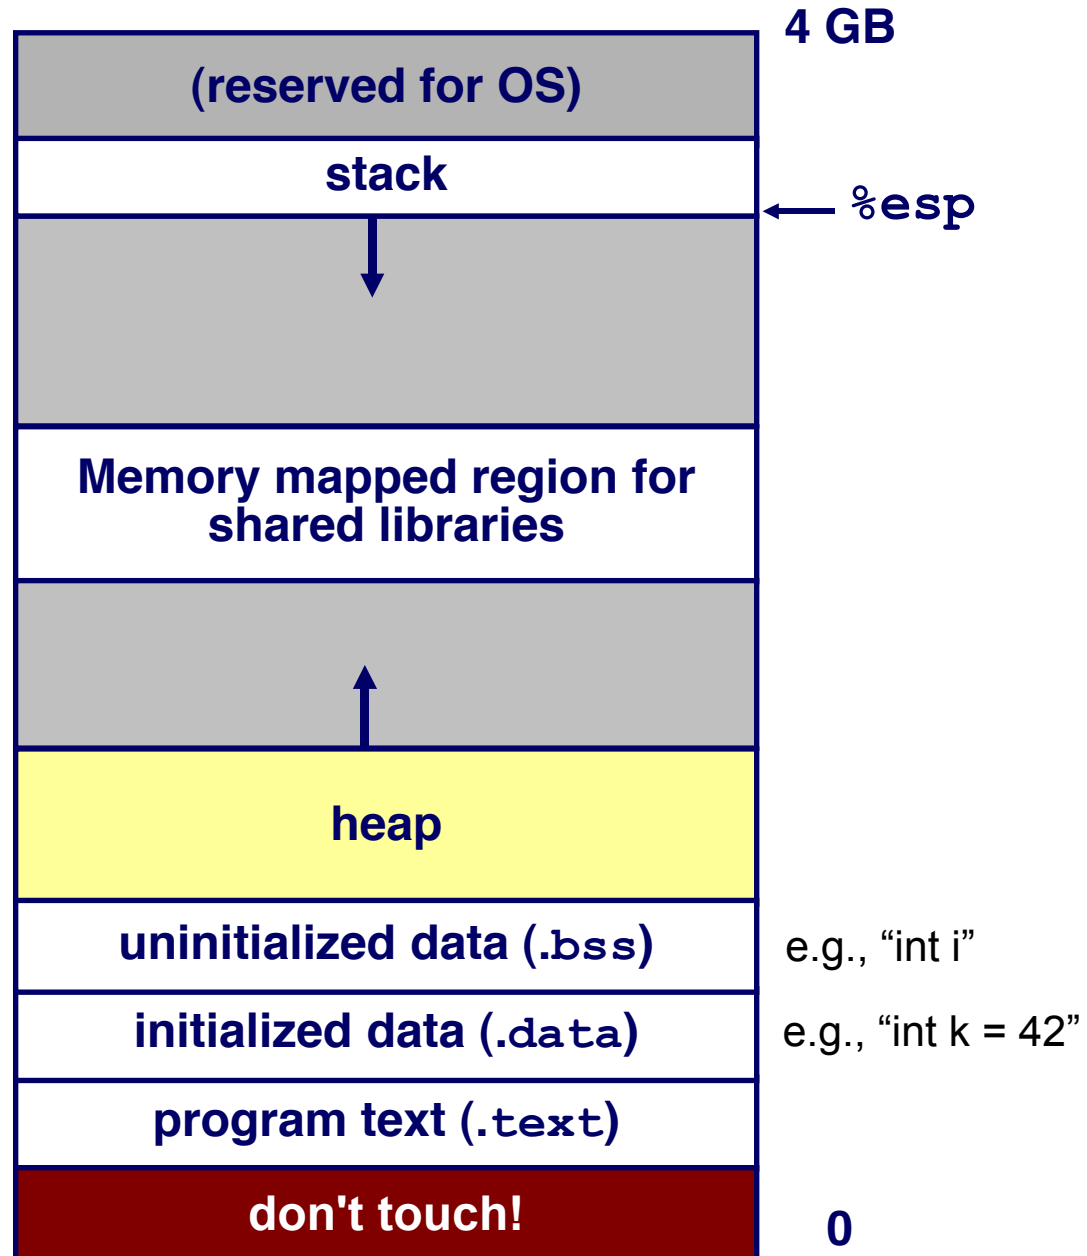 4 GB
(reserved for OS)
stack
%esp
Memory mapped region for
shared libraries
heap
uninitialized data (.bss)
e.g., “int i”
initialized data (.data)
e.g., “int k = 42”
program text (.text)
don't touch!
0